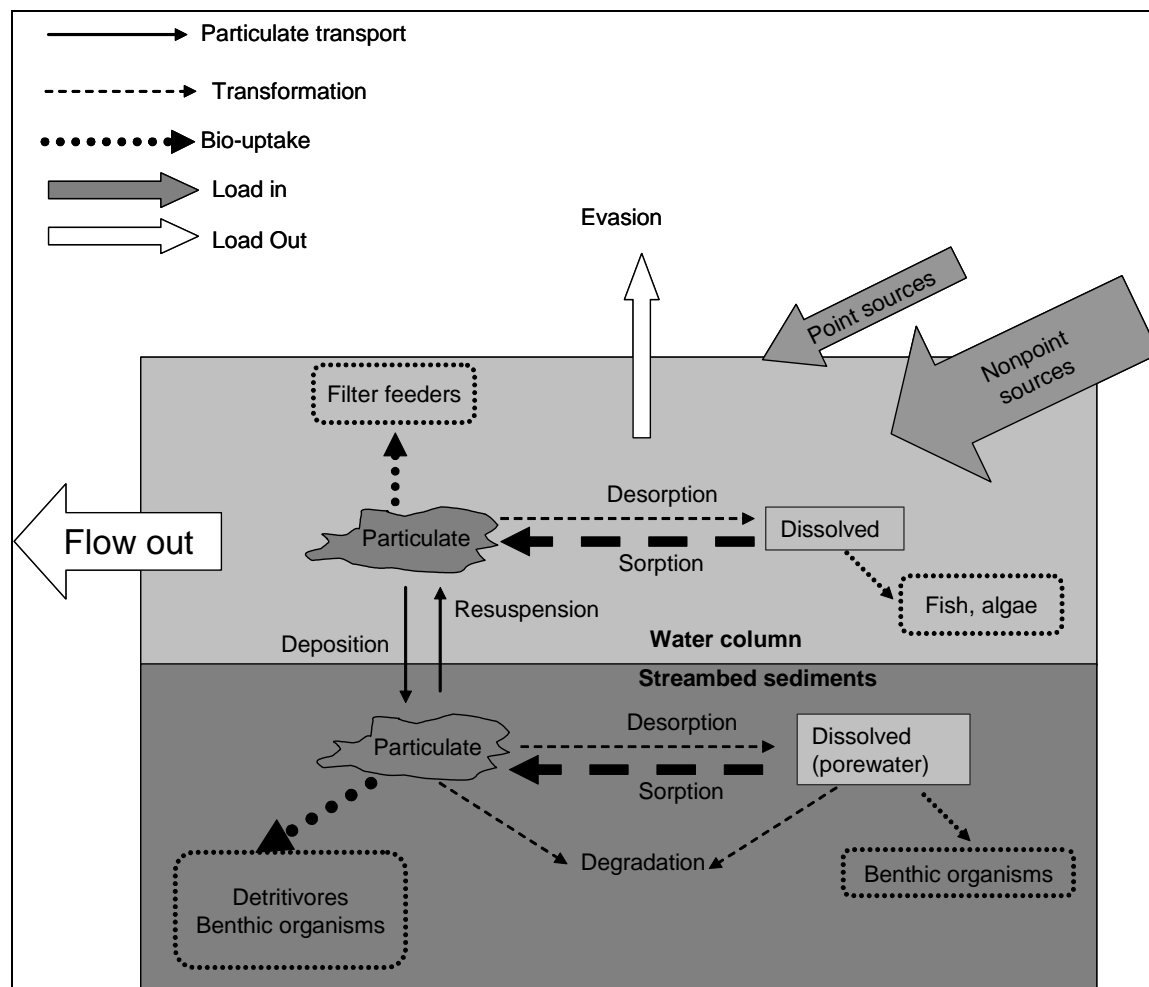 Particulate transport
Transformation
Bio-uptake
Load in
Load Out
Evasion
Point sources
Nonpoint
sources
Filter feeders
Desorption
Particulate
Dissolved
Sorption
Flow out
Fish, algae
Resuspension
Deposition
Water column
Streambed sediments
Desorption
Particulate
Dissolved
(porewater)
Sorption
Degradation
Benthic organisms
Detritivores
Benthic organisms